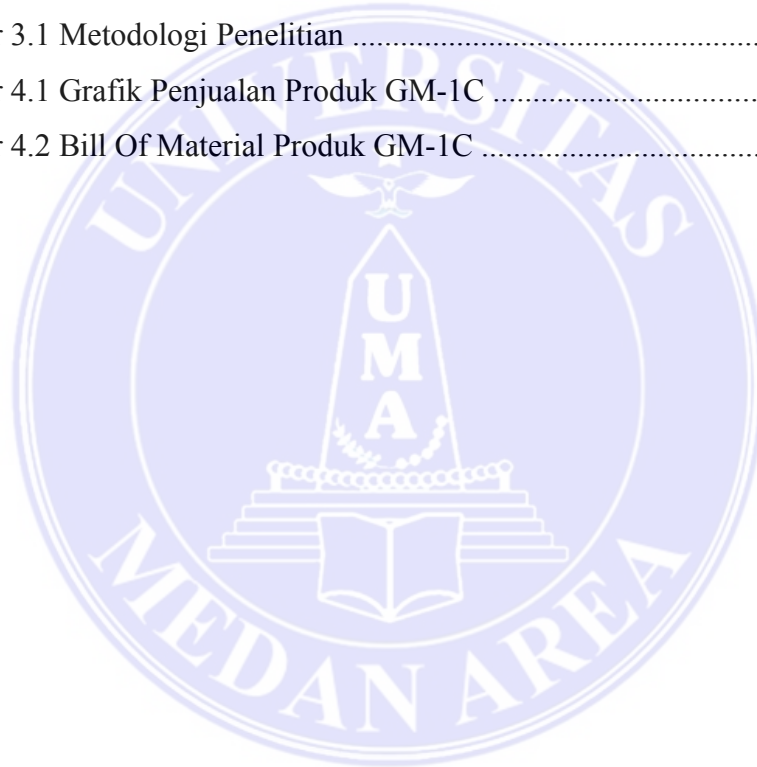 r 3.1 Metodologi Penelitian ....................................................
r 4.1 Grafik Penjualan Produk GM-1C ..................................
r 4.2 Bill Of Material Produk GM-1C ...................................
UNIVERSITAS
UMA
MEDAN AREA